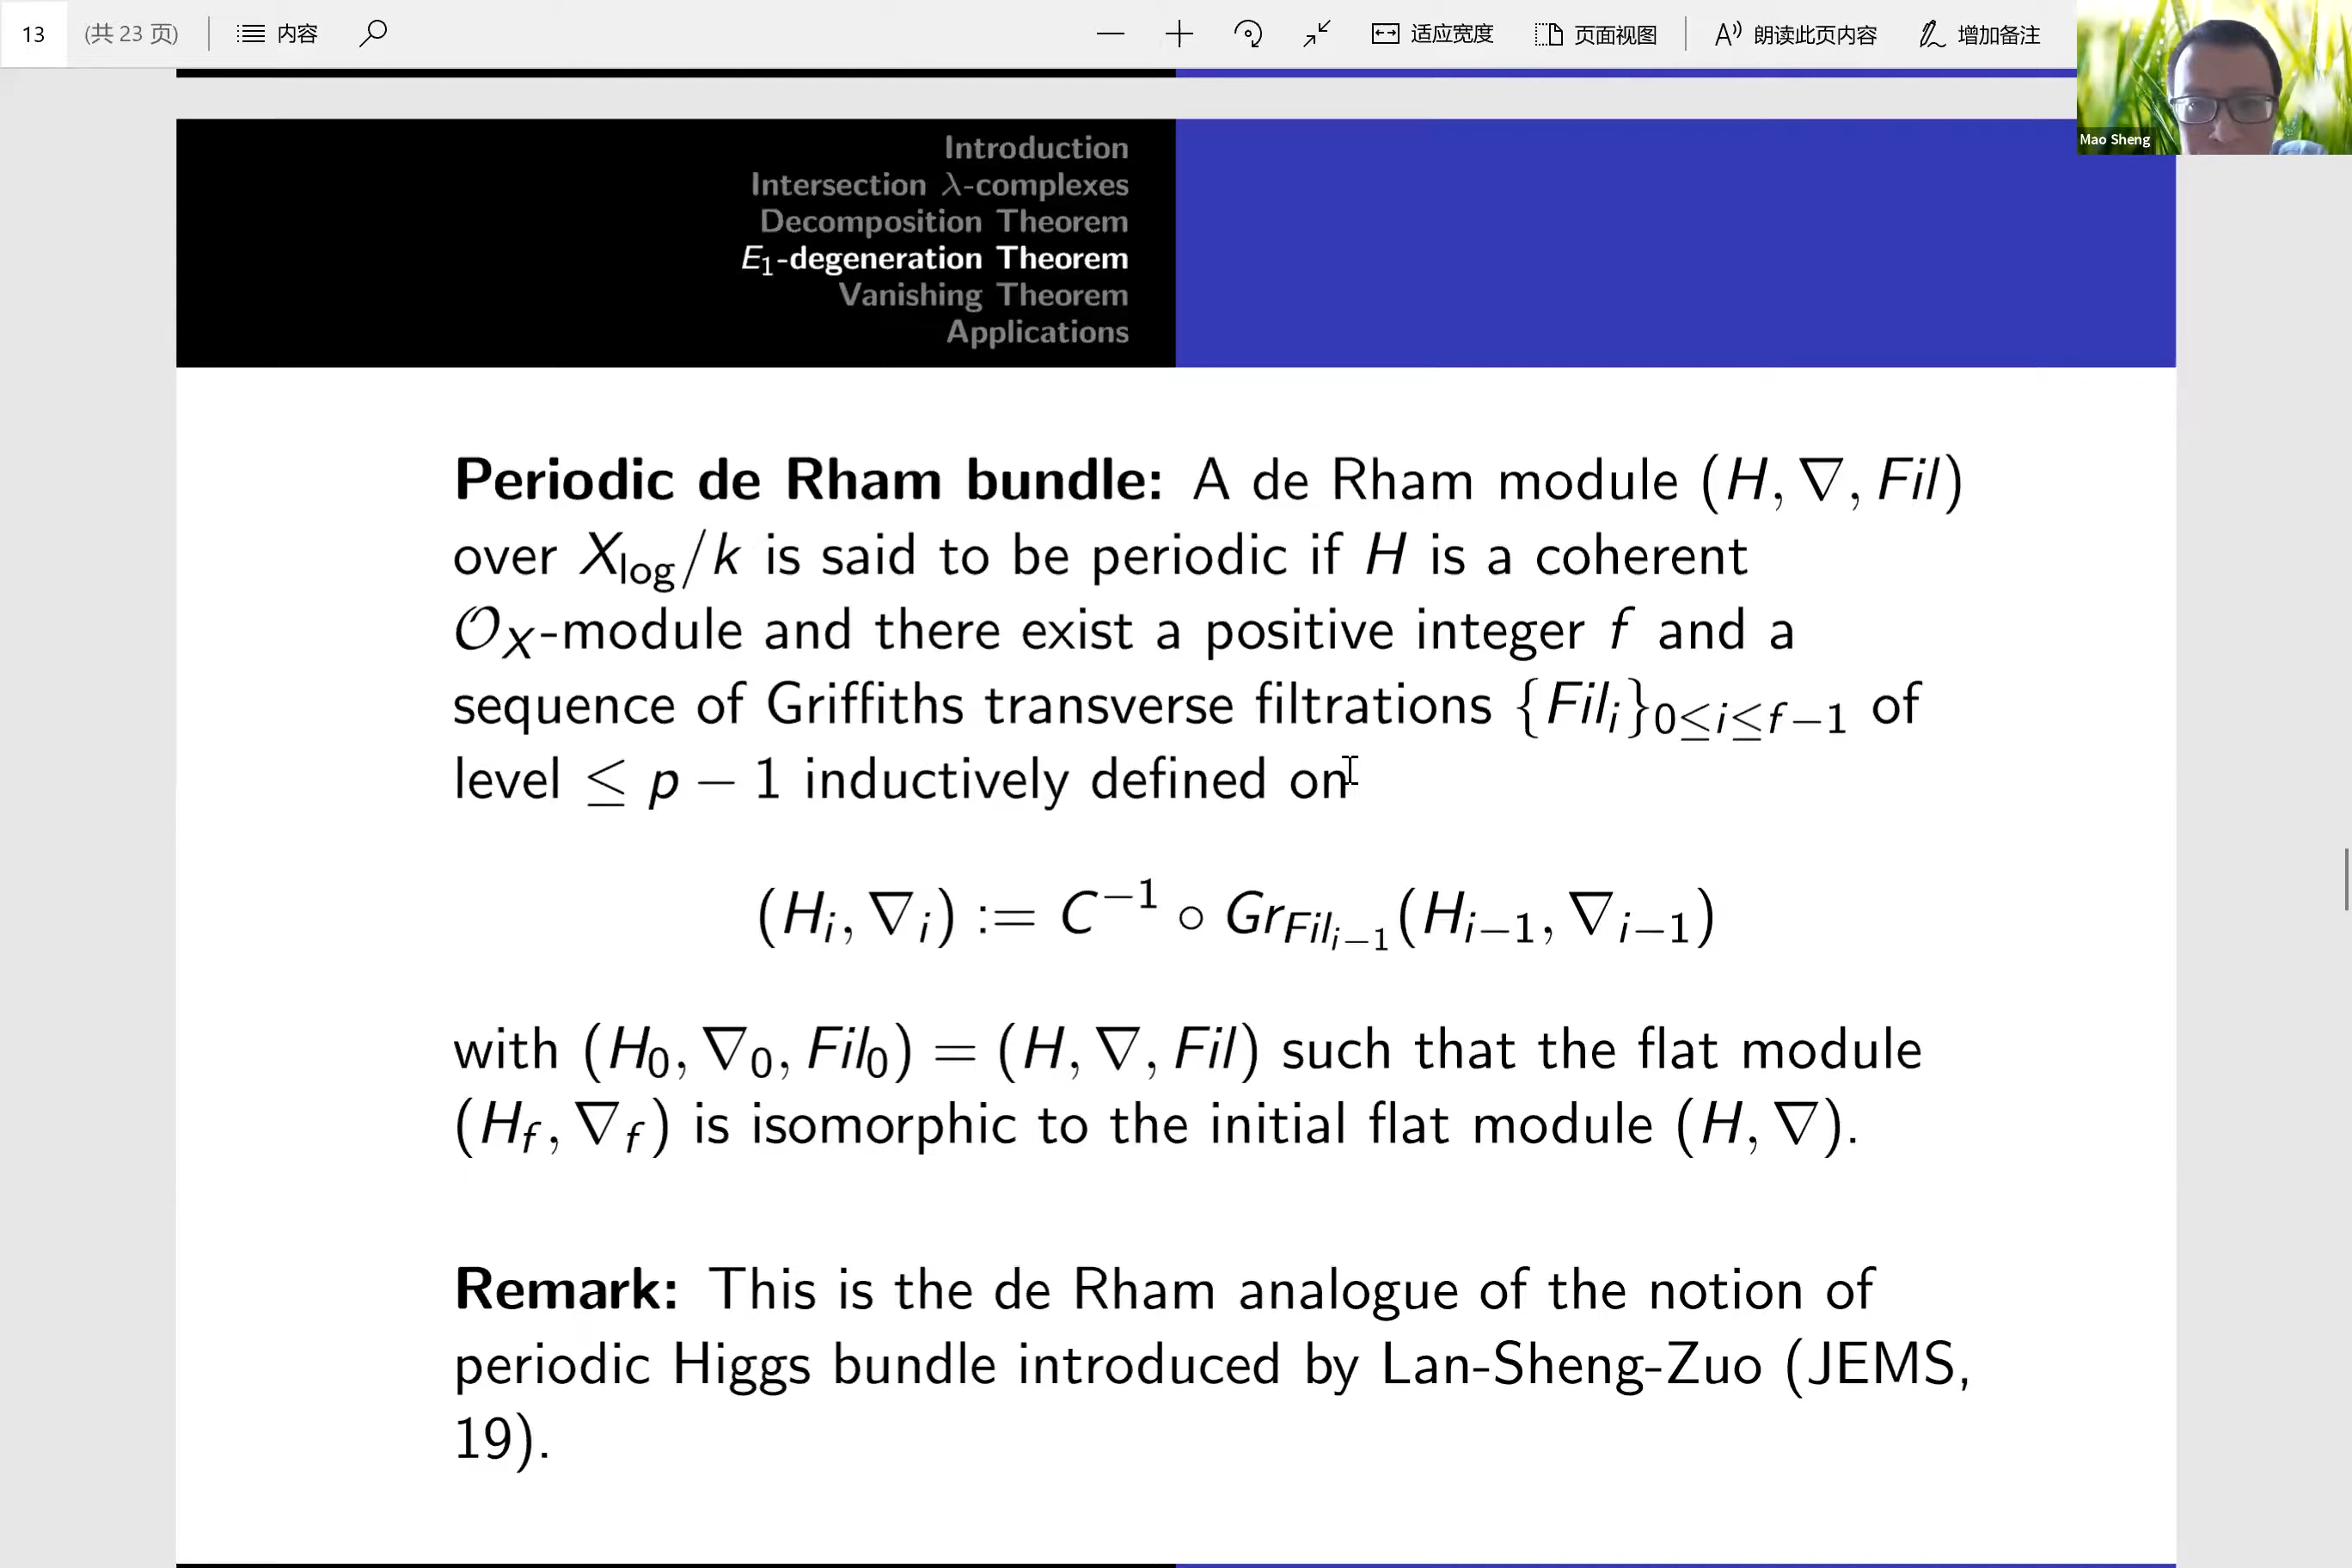 13 (共 23 页) 内容 适应宽度 页面视图 朗读此页内容 增加备注
Mao Sheng
Introduction
Intersection λ-complexes
Decomposition Theorem
E₁-degeneration Theorem
Vanishing Theorem
Applications
Periodic de Rham bundle: A de Rham module (H, ∇, Fil)
over X_log/k is said to be periodic if H is a coherent
𝒪_X-module and there exist a positive integer f and a
sequence of Griffiths transverse filtrations {Fil_i}_{0≤i≤f−1} of
level ≤ p − 1 inductively defined on
(H_i, ∇_i) := C^{−1} ∘ Gr_{Fil_{i−1}}(H_{i−1}, ∇_{i−1})
with (H_0, ∇_0, Fil_0) = (H, ∇, Fil) such that the flat module
(H_f, ∇_f) is isomorphic to the initial flat module (H, ∇).
Remark: This is the de Rham analogue of the notion of
periodic Higgs bundle introduced by Lan-Sheng-Zuo (JEMS,
19).